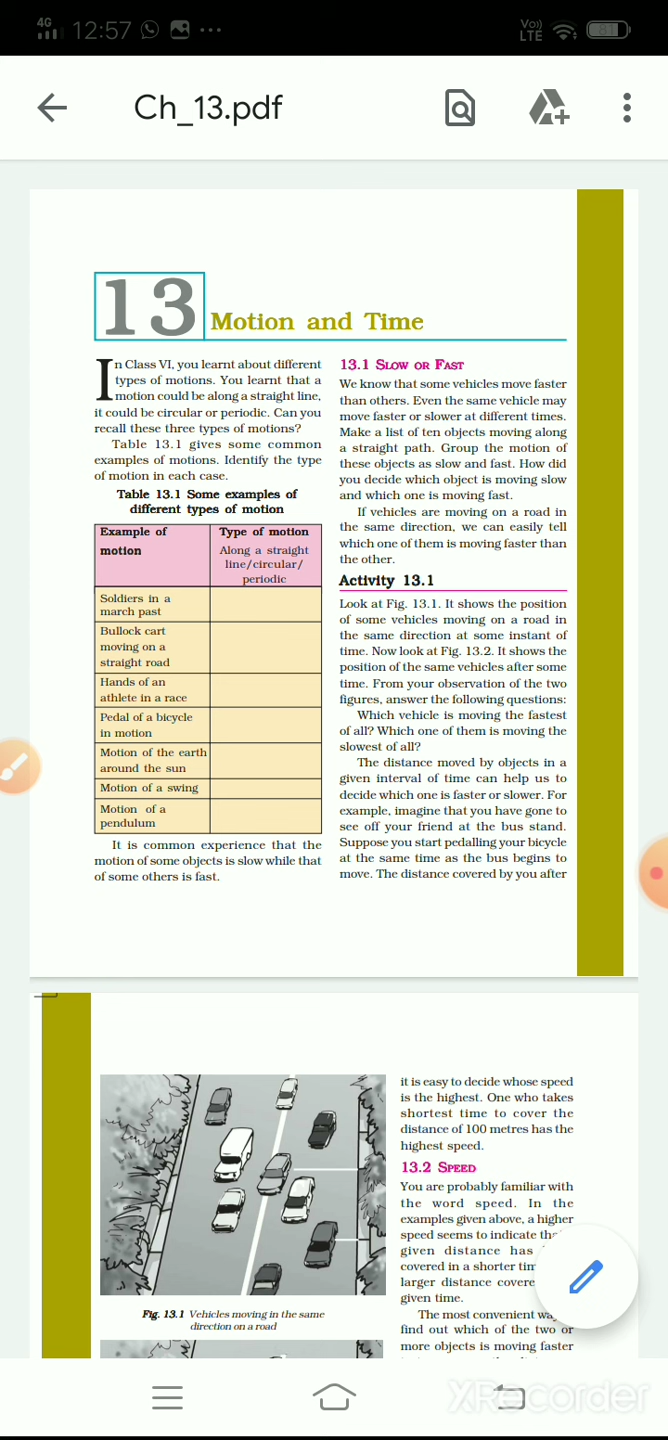 4G
12:57
Vo)) LTE
81
Ch_13.pdf
13
Motion and Time
In Class VI, you learnt about different
types of motions. You learnt that a
motion could be along a straight line,
it could be circular or periodic. Can you
recall these three types of motions?
Table 13.1 gives some common
examples of motions. Identify the type
of motion in each case.
Table 13.1 Some examples of
different types of motion
Example of
motion
Type of motion
Along a straight
line/circular/
periodic
Soldiers in a
march past
Bullock cart
moving on a
straight road
Hands of an
athlete in a race
Pedal of a bicycle
in motion
Motion of the earth
around the sun
Motion of a swing
Motion of a
pendulum
It is common experience that the
motion of some objects is slow while that
of some others is fast.
13.1 SLOW OR FAST
We know that some vehicles move faster
than others. Even the same vehicle may
move faster or slower at different times.
Make a list of ten objects moving along
a straight path. Group the motion of
these objects as slow and fast. How did
you decide which object is moving slow
and which one is moving fast.
If vehicles are moving on a road in
the same direction, we can easily tell
which one of them is moving faster than
the other.
Activity 13.1
Look at Fig. 13.1. It shows the position
of some vehicles moving on a road in
the same direction at some instant of
time. Now look at Fig. 13.2. It shows the
position of the same vehicles after some
time. From your observation of the two
figures, answer the following questions:
Which vehicle is moving the fastest
of all? Which one of them is moving the
slowest of all?
The distance moved by objects in a
given interval of time can help us to
decide which one is faster or slower. For
example, imagine that you have gone to
see off your friend at the bus stand.
Suppose you start pedalling your bicycle
at the same time as the bus begins to
move. The distance covered by you after
Fig. 13.1 Vehicles moving in the same
direction on a road
it is easy to decide whose speed
is the highest. One who takes
shortest time to cover the
distance of 100 metres has the
highest speed.
13.2 SPEED
You are probably familiar with
the word speed. In the
examples given above, a higher
speed seems to indicate
given distance has
covered in a shorter
larger distance
given time.
The most convenient
find out which of the two or
more objects is moving faster
XRecorder